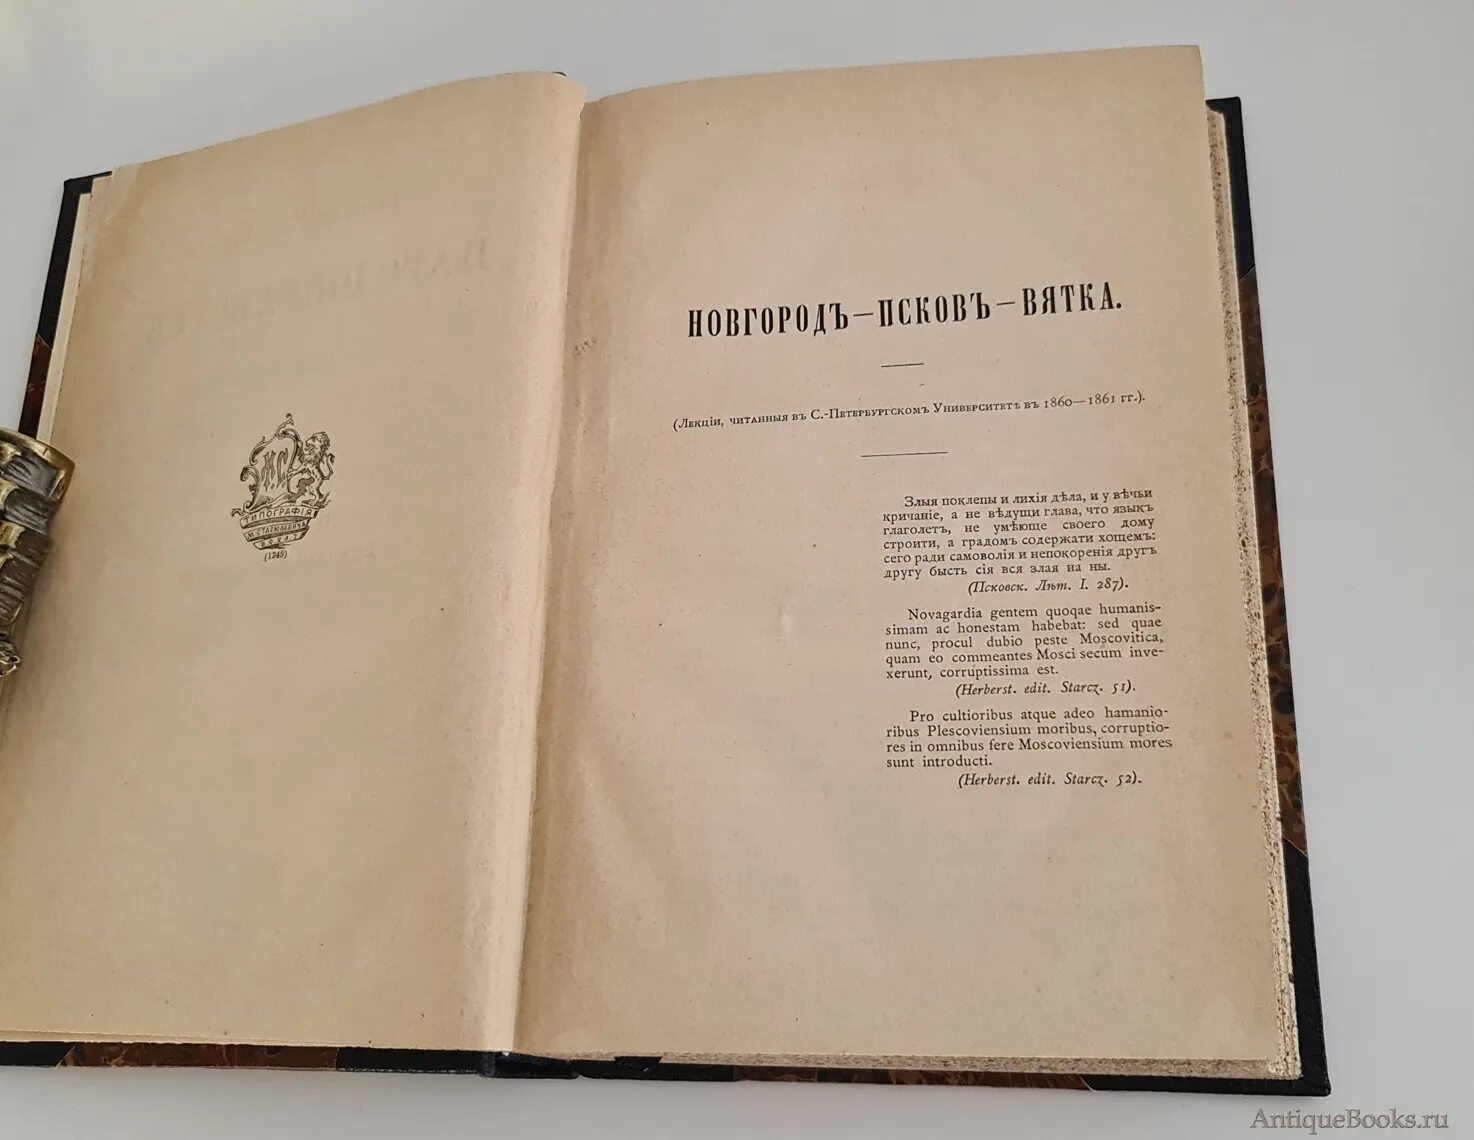 М.С.
ТИПОГРАФІЯ
М. СТАСЮЛЕВИЧА
(1249)
НОВГОРОДЪ—ПСКОВЪ—ВЯТКА.
(Лекціи, читанныя въ С.-Петербургскомъ Университетѣ въ 1860—1861 гг.).
Злыя поклепы и лихія дѣла, и у вѣчьи
кричаніе, а не вѣдущи глава, что языкъ
глаголетъ, не умѣюще своего дому
строити, а градомъ содержати хощемъ:
сего ради самоволія и непокоренія другъ
другу бысть сія вся злая на ны.
(Псковск. Лѣт. I. 287).
Novagardia gentem quoqae humanis-
simam ac honestam habebat: sed quae
nunc, procul dubio peste Moscovitica,
quam eo commeantes Mosci secum inve-
xerunt, corruptissima est.
(Herberst. edit. Starcz. 51).
Pro cultioribus atque adeo hamanio-
ribus Plescoviensium moribus, corruptio-
res in omnibus fere Moscoviensium mores
sunt introducti.
(Herberst. edit. Starcz. 52).
AntiqueBooks.ru